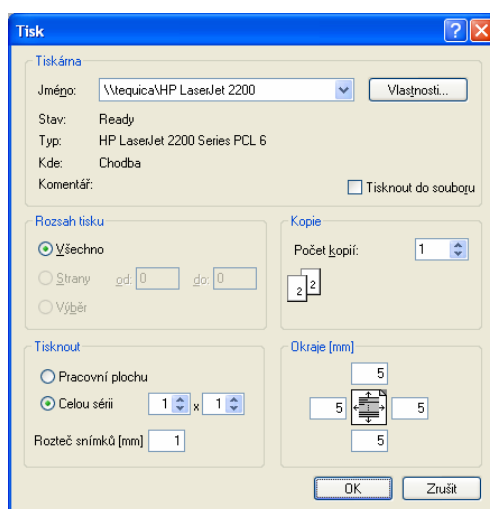 Tisk
Tiskárna
Jméno: \\tequica\HP LaserJet 2200 Vlastnosti...
Stav: Ready
Typ: HP LaserJet 2200 Series PCL 6
Kde: Chodba
Komentář: Tisknout do souboru
Rozsah tisku
Všechno
Strany od: 0 do: 0
Výběr
Kopie
Počet kopií: 1
2 2
Tisknout
Pracovní plochu
Celou sérii 1 x 1
Rozteč snímků [mm] 1
Okraje [mm]
5
5 5
5
OK Zrušit